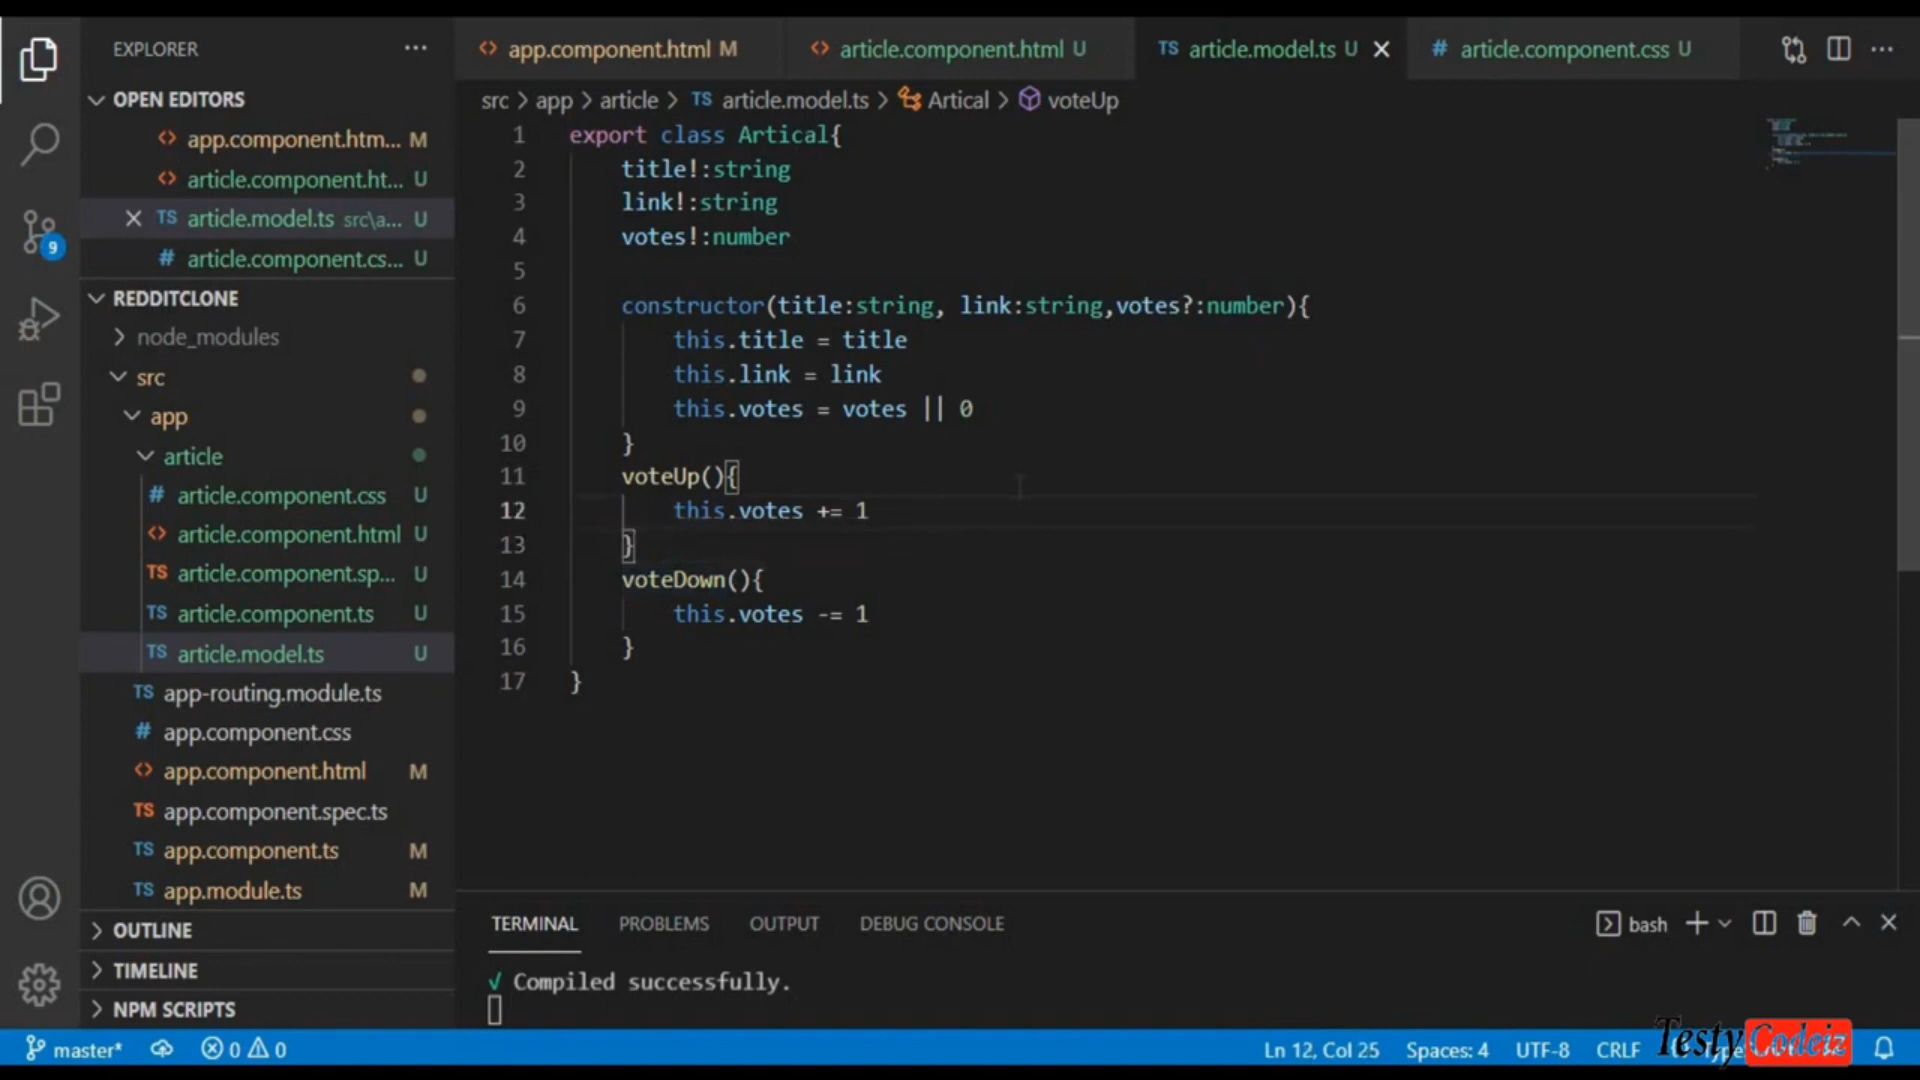 EXPLORER
OPEN EDITORS
app.component.htm... M
article.component.ht... U
TS article.model.ts src\a... U
# article.component.cs... U
9
REDDITCLONE
node_modules
src
app
article
# article.component.css U
<> article.component.html U
TS article.component.sp... U
TS article.component.ts U
TS article.model.ts U
TS app-routing.module.ts
# app.component.css
<> app.component.html M
TS app.component.spec.ts
TS app.component.ts M
TS app.module.ts M
OUTLINE
TIMELINE
NPM SCRIPTS
<> app.component.html M
<> article.component.html U
TS article.model.ts U
# article.component.css U
src > app > article > TS article.model.ts > Artical > voteUp
1 export class Artical{
2 title!:string
3 link!:string
4 votes!:number
5
6 constructor(title:string, link:string,votes?:number){
7 this.title = title
8 this.link = link
9 this.votes = votes || 0
10 }
11 voteUp(){
12 this.votes += 1
13 }
14 voteDown(){
15 this.votes -= 1
16 }
17 }
TERMINAL PROBLEMS OUTPUT DEBUG CONSOLE
bash
√ Compiled successfully.
master* 0 0
Ln 12, Col 25 Spaces: 4 UTF-8 CRLF
Testy Codeiz